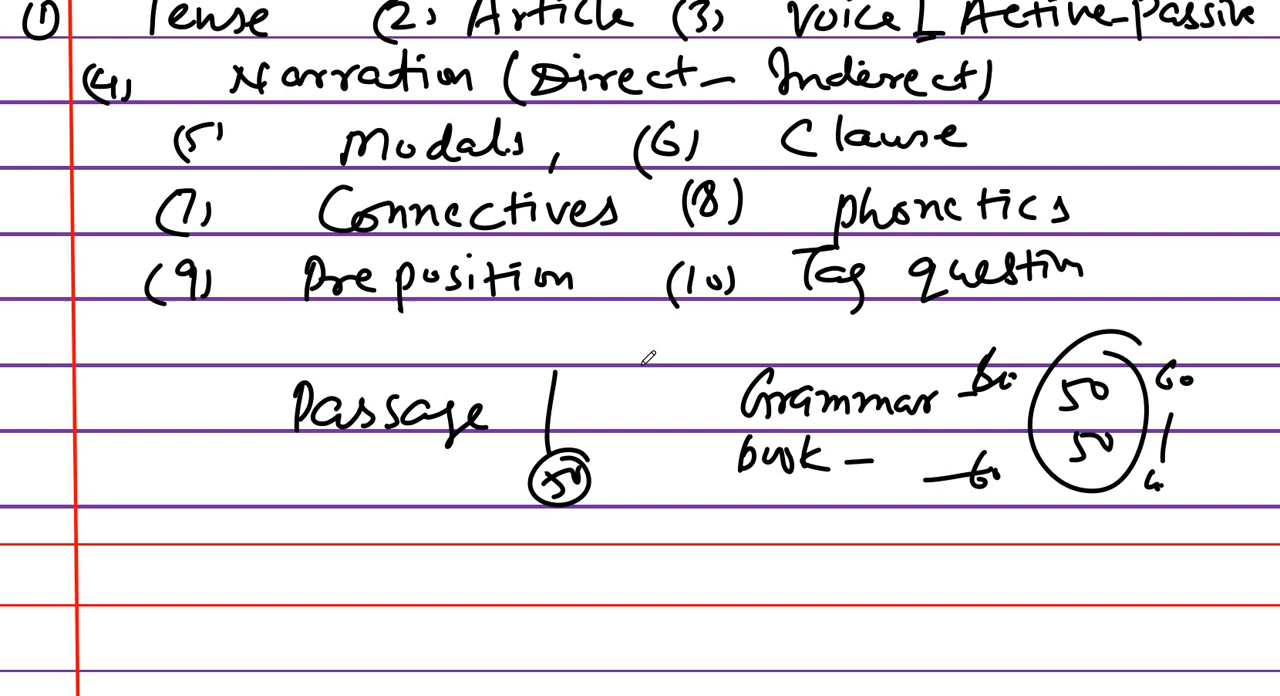 (1) Tense (2) Article (3) Voice [Active-Passive
(4) Narration (Direct - Indirect)
(5) Modals, (6) Clause
(7) Connectives (8) phonetics
(9) Preposition (10) Tag question
Passage 50 Grammar - 50 60
book - 50